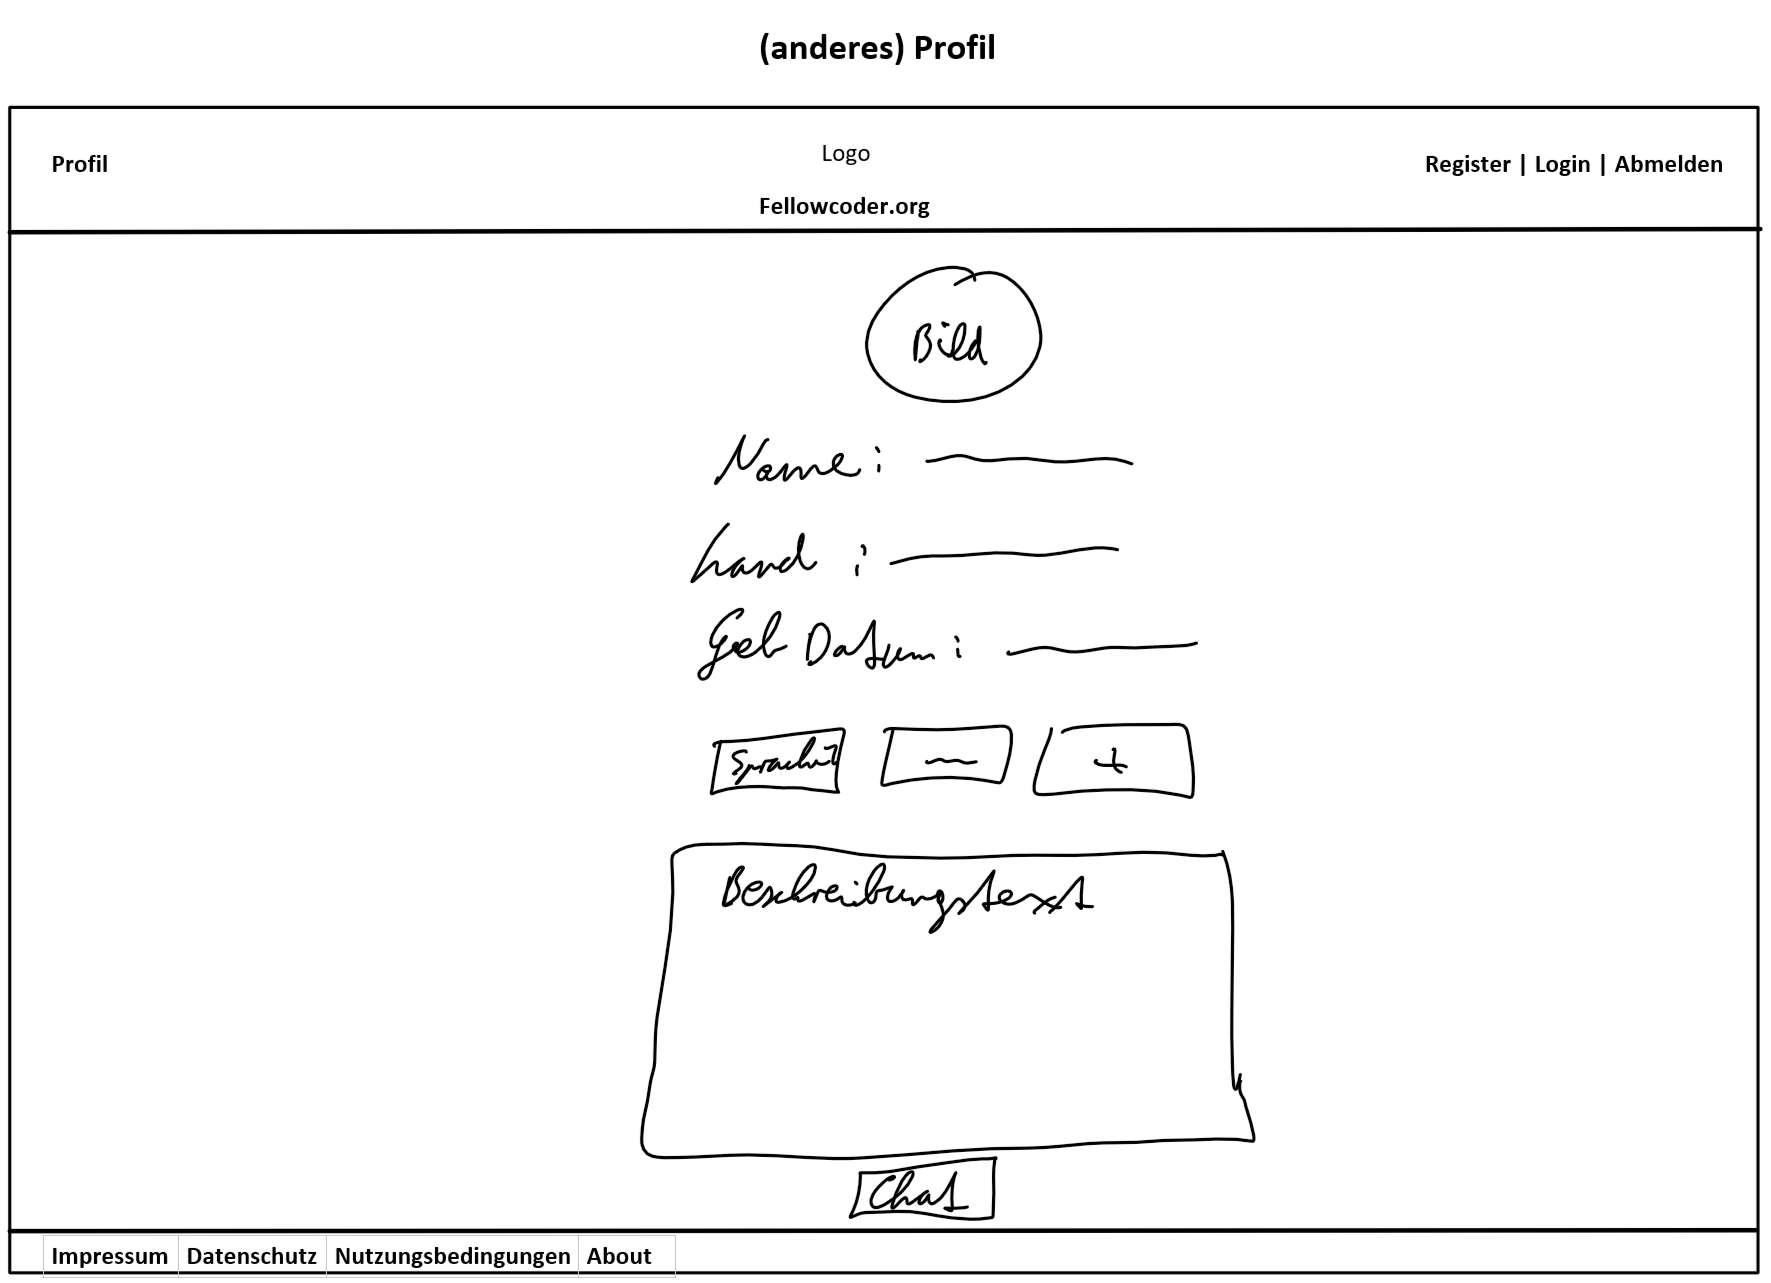 (anderes) Profil
Profil
Logo
Register | Login | Abmelden
Fellowcoder.org
Bild
Name:
Land :
Geb Datum:
+
Beschreibungstext
Chat
Impressum Datenschutz Nutzungsbedingungen About